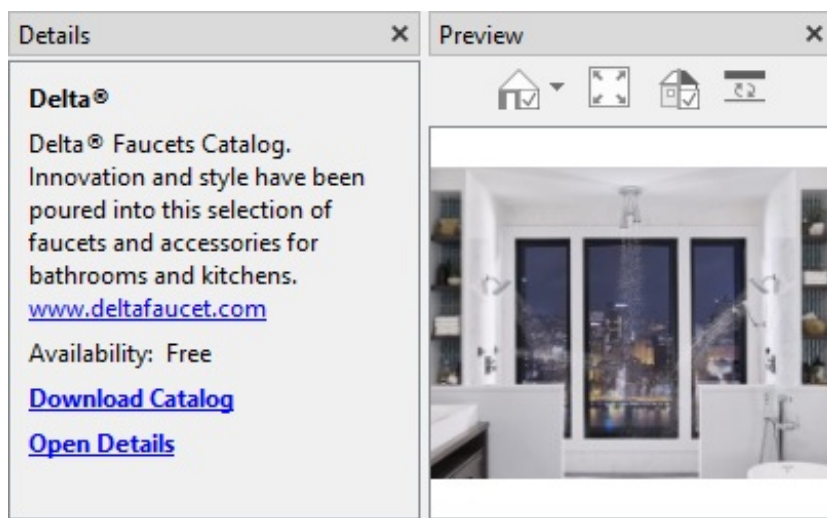 Details
Preview
Delta®
Delta® Faucets Catalog.
Innovation and style have been
poured into this selection of
faucets and accessories for
bathrooms and kitchens.
www.deltafaucet.com
Availability: Free
Download Catalog
Open Details